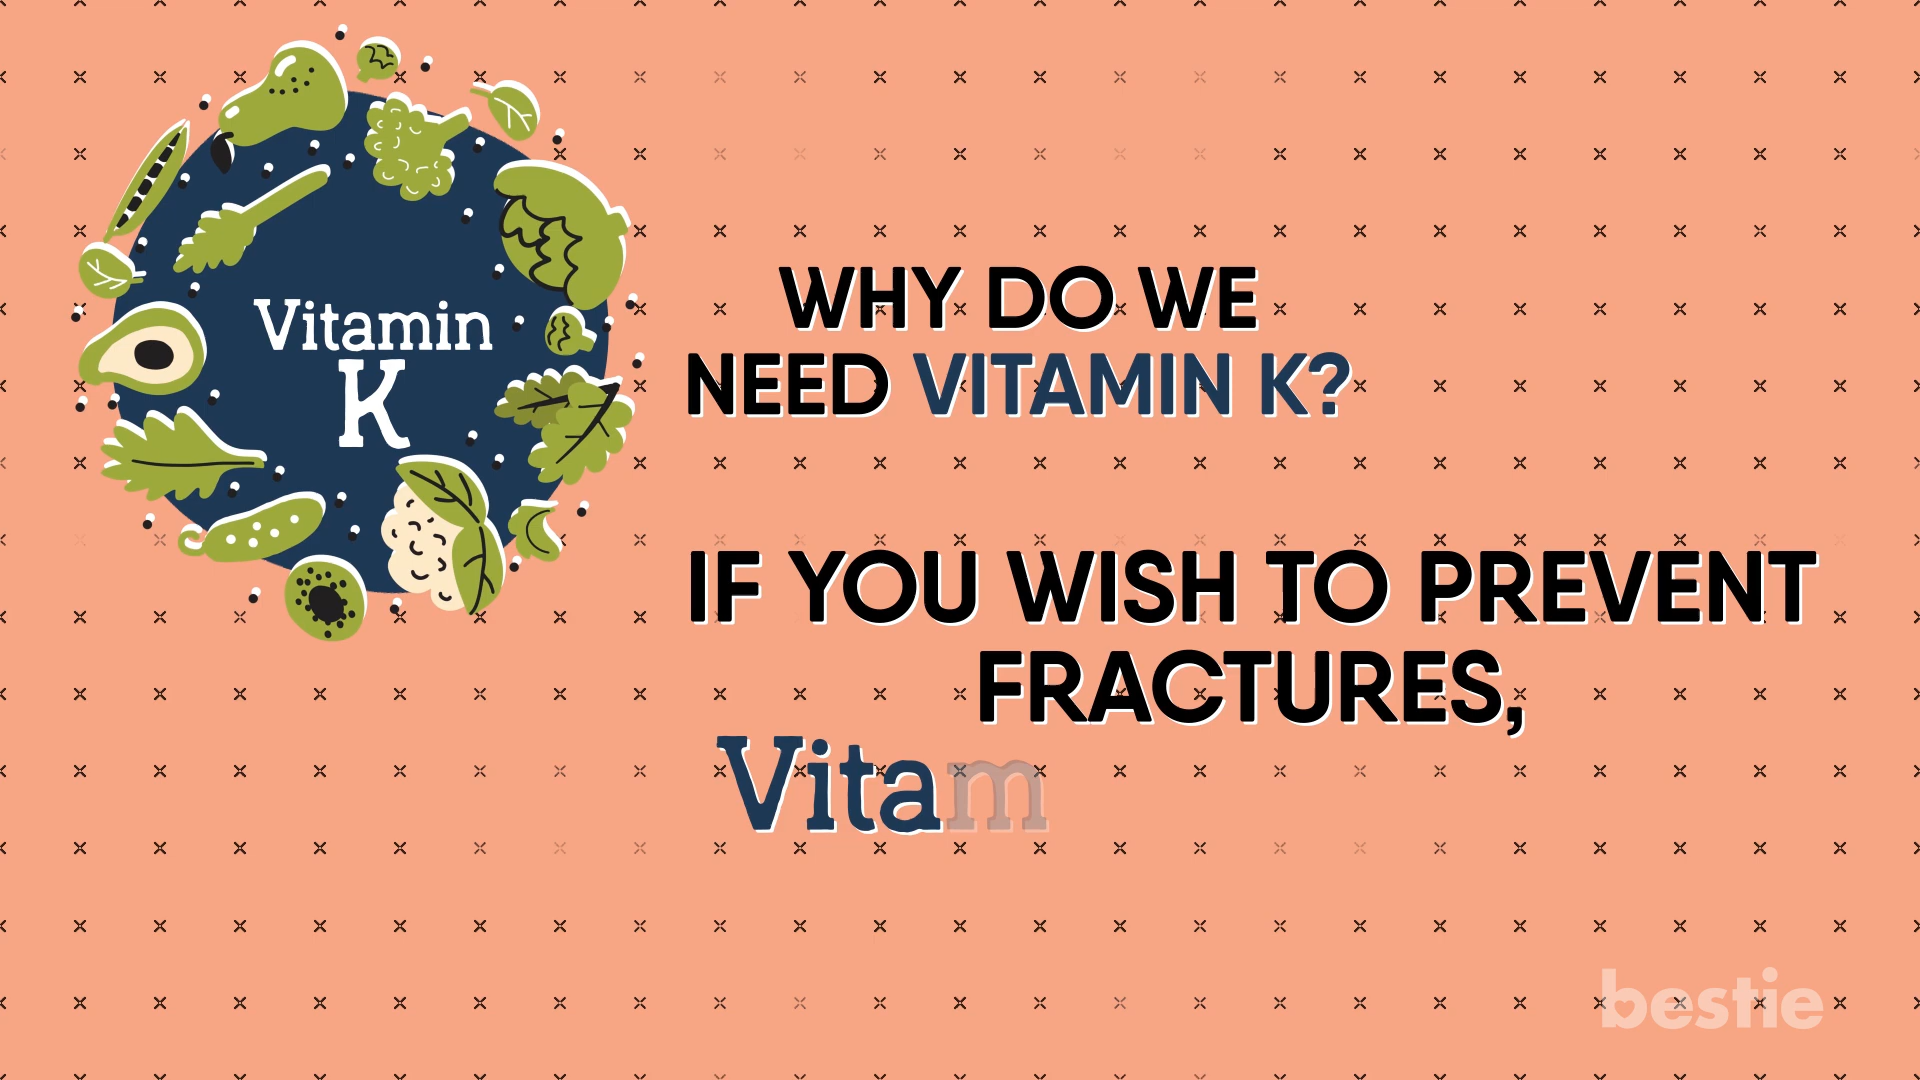 Vitamin
K
WHY DO WE
NEED VITAMIN K?
IF YOU WISH TO PREVENT
FRACTURES,
Vitam
bestie